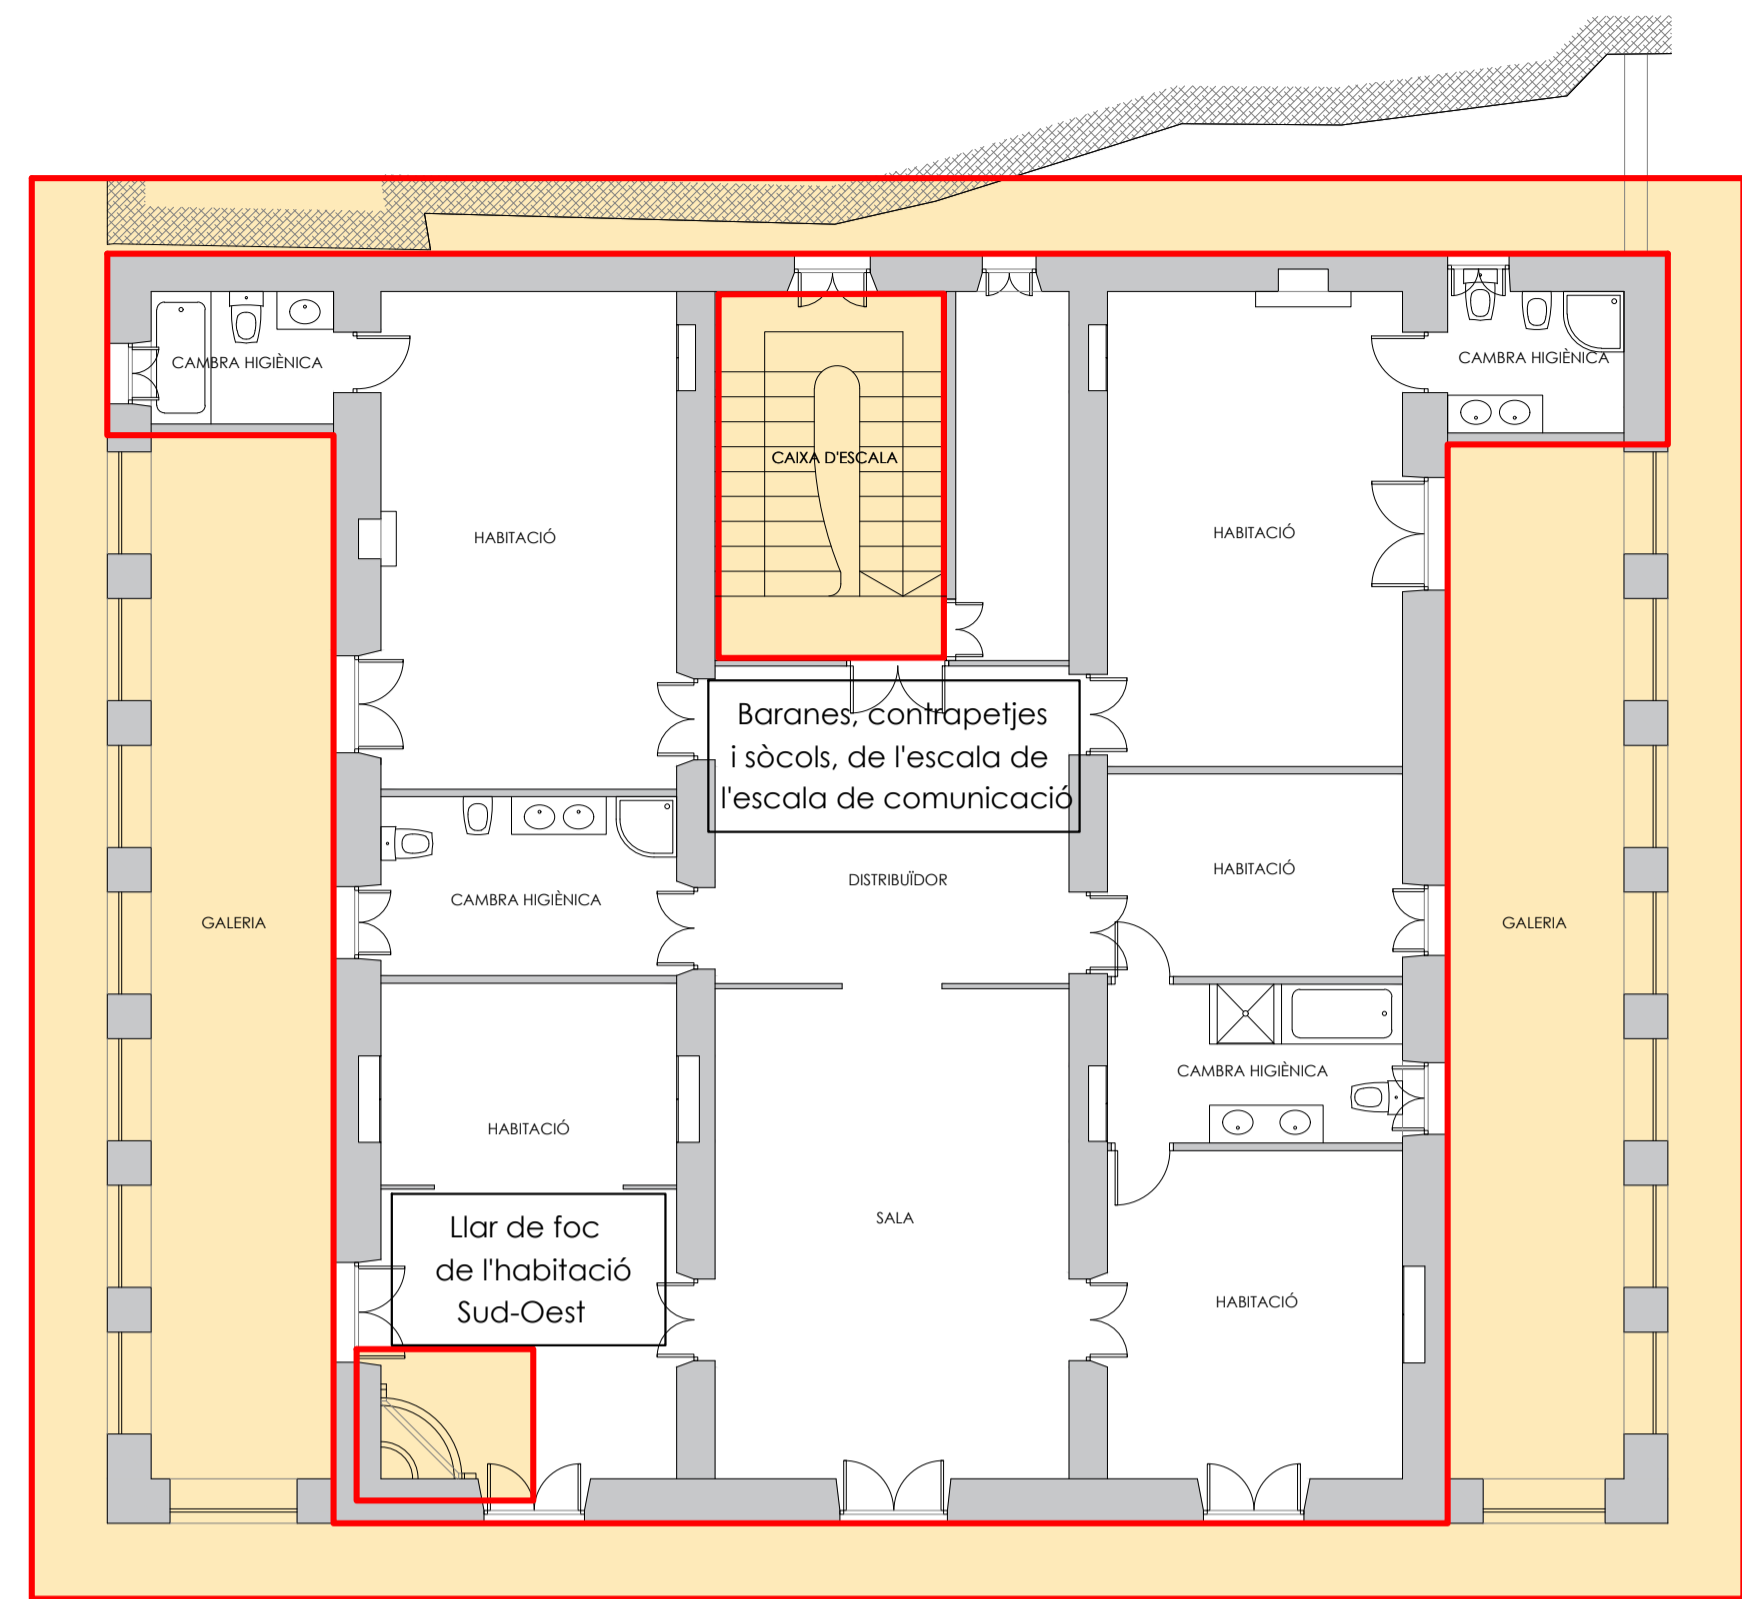 CAMBRA HIGIÈNICA
CAMBRA HIGIÈNICA
CAIXA D'ESCALA
HABITACIÓ
HABITACIÓ
Baranes, contrapetjes
i sòcols, de l'escala de
l'escala de comunicació
HABITACIÓ
DISTRIBUÏDOR
CAMBRA HIGIÈNICA
GALERIA
GALERIA
CAMBRA HIGIÈNICA
HABITACIÓ
SALA
Llar de foc
de l'habitació
Sud-Oest
HABITACIÓ